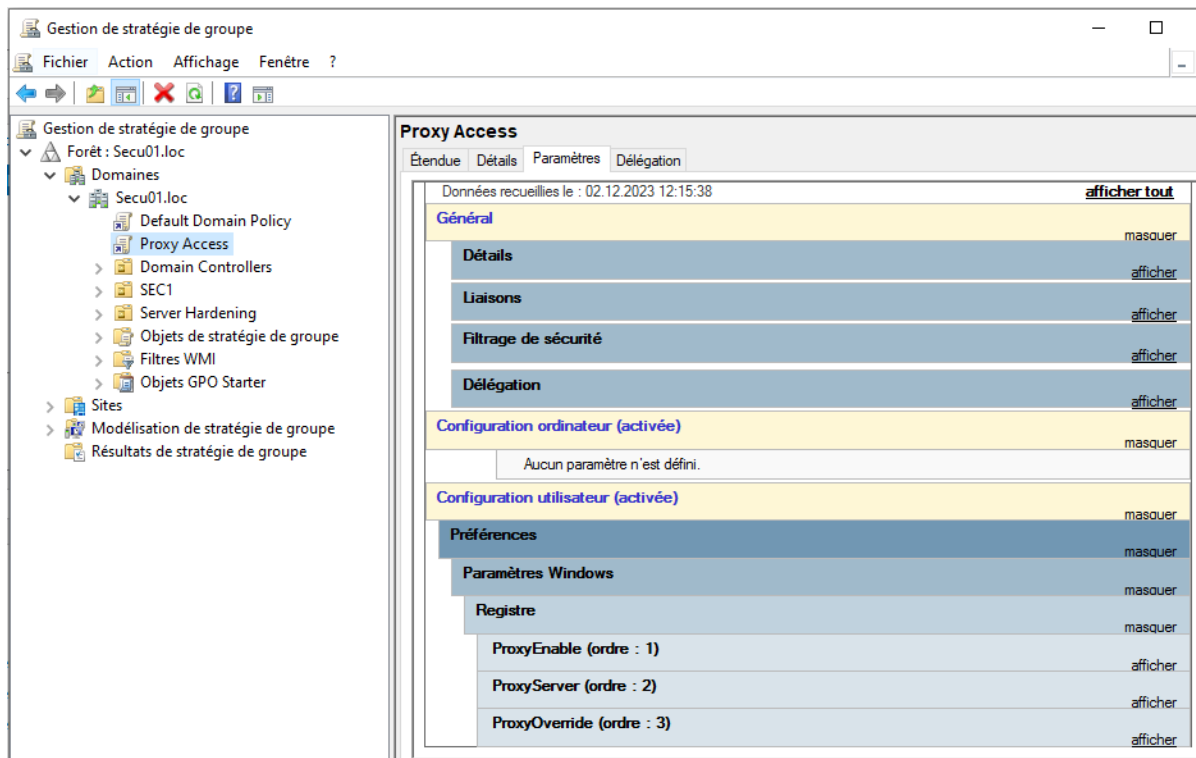 Gestion de stratégie de groupe
Fichier Action Affichage Fenêtre ?
Gestion de stratégie de groupe
Forêt : Secu01.loc
Domaines
Secu01.loc
Default Domain Policy
Proxy Access
Domain Controllers
SEC1
Server Hardening
Objets de stratégie de groupe
Filtres WMI
Objets GPO Starter
Sites
Modélisation de stratégie de groupe
Résultats de stratégie de groupe
Proxy Access
Étendue Détails Paramètres Délégation
Données recueillies le : 02.12.2023 12:15:38 afficher tout
Général
masquer
Détails
afficher
Liaisons
afficher
Filtrage de sécurité
afficher
Délégation
afficher
Configuration ordinateur (activée)
masquer
Aucun paramètre n'est défini.
Configuration utilisateur (activée)
masquer
Préférences
masquer
Paramètres Windows
masquer
Registre
masquer
ProxyEnable (ordre : 1)
afficher
ProxyServer (ordre : 2)
afficher
ProxyOverride (ordre : 3)
afficher